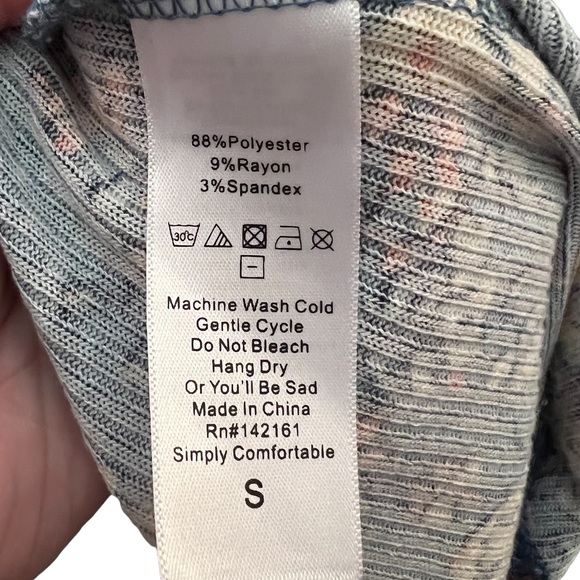 88%Polyester
9%Rayon
3%Spandex
30℃
Machine Wash Cold
Gentle Cycle
Do Not Bleach
Hang Dry
Or You'll Be Sad
Made In China
Rn#142161
Simply Comfortable
S